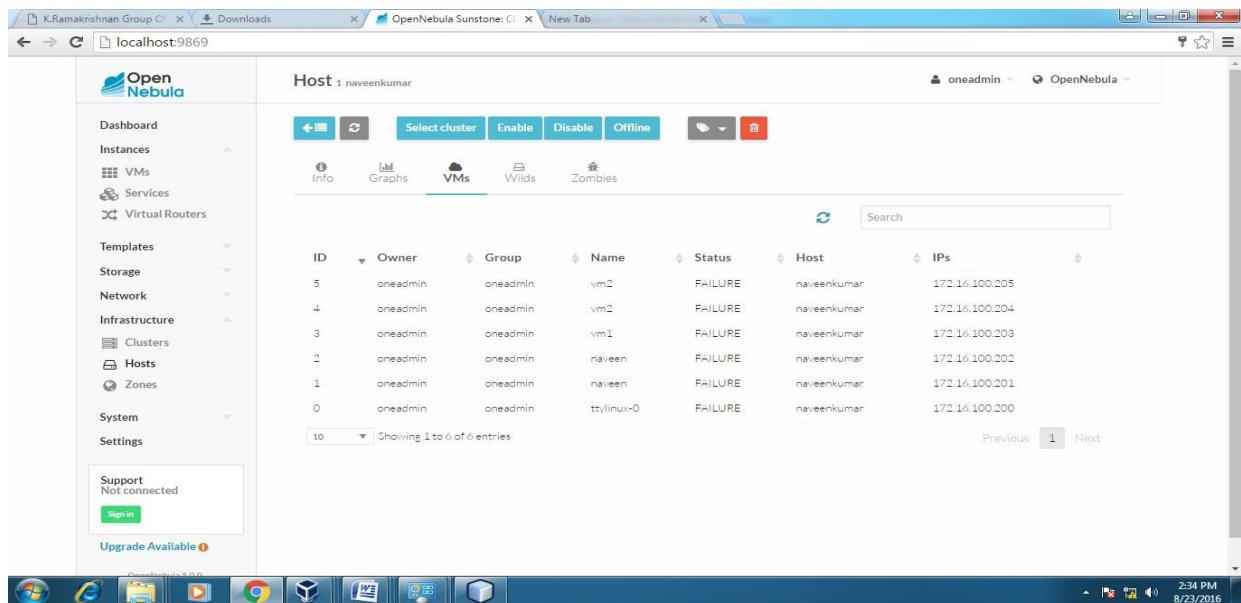 K.Ramakrishnan Group Of
Downloads
OpenNebula Sunstone: Cl
New Tab
localhost:9869
Open
Nebula
Host 1 naveenkumar
oneadmin
OpenNebula
Dashboard
Instances
VMs
Services
Virtual Routers
Templates
Storage
Network
Infrastructure
Clusters
Hosts
Zones
System
Settings
Support
Not connected
Sign in
Upgrade Available
OpenNebula 5.0.0
Select cluster Enable Disable Offline
Info Graphs VMs Wilds Zombies
Search
ID Owner Group Name Status Host IPs
5 oneadmin oneadmin vm2 FAILURE naveenkumar 172.16.100.205
4 oneadmin oneadmin vm2 FAILURE naveenkumar 172.16.100.204
3 oneadmin oneadmin vm1 FAILURE naveenkumar 172.16.100.203
2 oneadmin oneadmin naveen FAILURE naveenkumar 172.16.100.202
1 oneadmin oneadmin naveen FAILURE naveenkumar 172.16.100.201
0 oneadmin oneadmin ttylinux-0 FAILURE naveenkumar 172.16.100.200
10 Showing 1 to 6 of 6 entries
Previous 1 Next
2:34 PM
8/23/2016